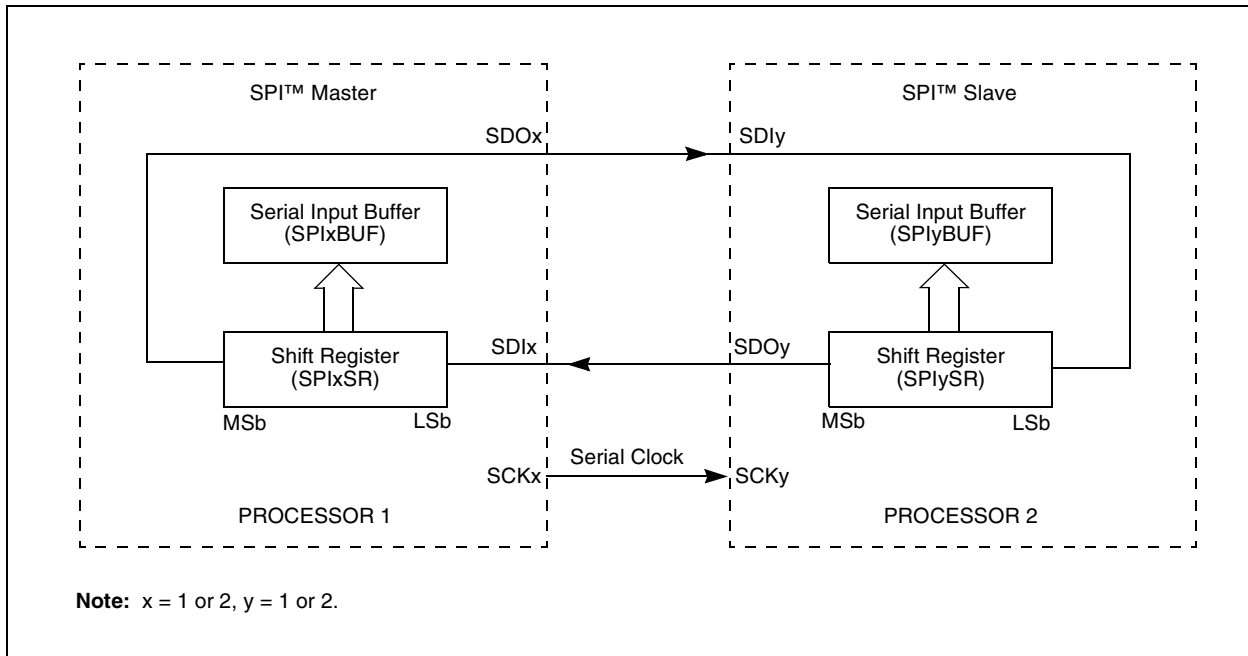 SPI™ Master
SPI™ Slave
SDOx
SDIy
Serial Input Buffer
(SPIxBUF)
Serial Input Buffer
(SPIyBUF)
Shift Register
(SPIxSR)
SDIx
SDOy
Shift Register
(SPIySR)
MSb
LSb
MSb
LSb
Serial Clock
SCKx
SCKy
PROCESSOR 1
PROCESSOR 2
Note: x = 1 or 2, y = 1 or 2.